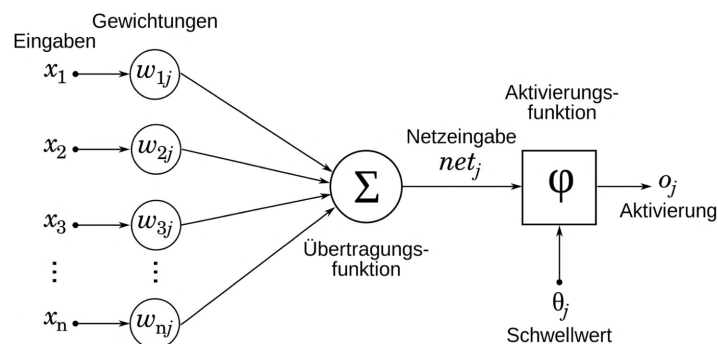 Gewichtungen
Eingaben
x₁ w₁ⱼ
Aktivierungs-
funktion
x₂ w₂ⱼ
Netzeingabe
netⱼ
Σ
φ
oⱼ
Aktivierung
x₃ w₃ⱼ
Übertragungs-
funktion
⋮ ⋮
θⱼ
xₙ wₙⱼ
Schwellwert